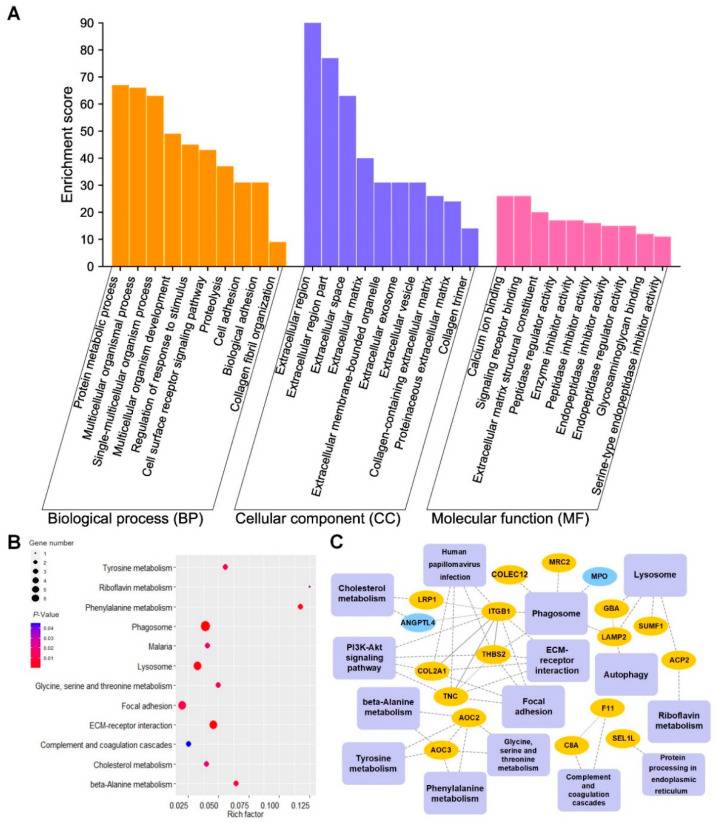 A
Enrichment score
90
80
70
60
50
40
30
20
10
0
Protein metabolic process
Multicellular organismal process
Single-multicellular organism process
Multicellular organism development
Regulation of response to stimulus
Cell surface receptor signaling pathway
Proteolysis
Cell adhesion
Biological adhesion
Collagen fibril organization
Extracellular region
Extracellular region part
Extracellular space
Extracellular matrix
Extracellular membrane-bounded organelle
Extracellular exosome
Extracellular vesicle
Collagen-containing extracellular matrix
Proteinaceous extracellular matrix
Collagen trimer
Calcium ion binding
Signaling receptor binding
Extracellular matrix structural constituent
Peptidase regulator activity
Enzyme inhibitor activity
Peptidase inhibitor activity
Endopeptidase inhibitor activity
Endopeptidase regulator activity
Glycosaminoglycan binding
Serine-type endopeptidase inhibitor activity
Biological process (BP)
Cellular component (CC)
Molecular function (MF)
B
Gene number
1
2
3
4
5
6
P-Value
0.04
0.03
0.02
0.01
Tyrosine metabolism
Riboflavin metabolism
Phenylalanine metabolism
Phagosome
Malaria
Lysosome
Glycine, serine and threonine metabolism
Focal adhesion
ECM-receptor interaction
Complement and coagulation cascades
Cholesterol metabolism
beta-Alanine metabolism
0.025
0.050
0.075
0.100
0.125
Rich factor
C
Human
papillomavirus
infection
COLEC12
MRC2
MPO
Lysosome
Cholesterol
metabolism
LRP1
ANGPTL4
ITGB1
Phagosome
GBA
SUMF1
LAMP2
PI3K-Akt
signaling
pathway
THBS2
COL2A1
ECM-
receptor
interaction
Autophagy
ACP2
TNC
Focal
adhesion
beta-Alanine
metabolism
AOC2
F11
Riboflavin
metabolism
Tyrosine
metabolism
AOC3
Glycine,
serine and
threonine
metabolism
C8A
SEL1L
Phenylalanine
metabolism
Complement
and
coagulation
cascades
Protein
processing in
endoplasmic
reticulum